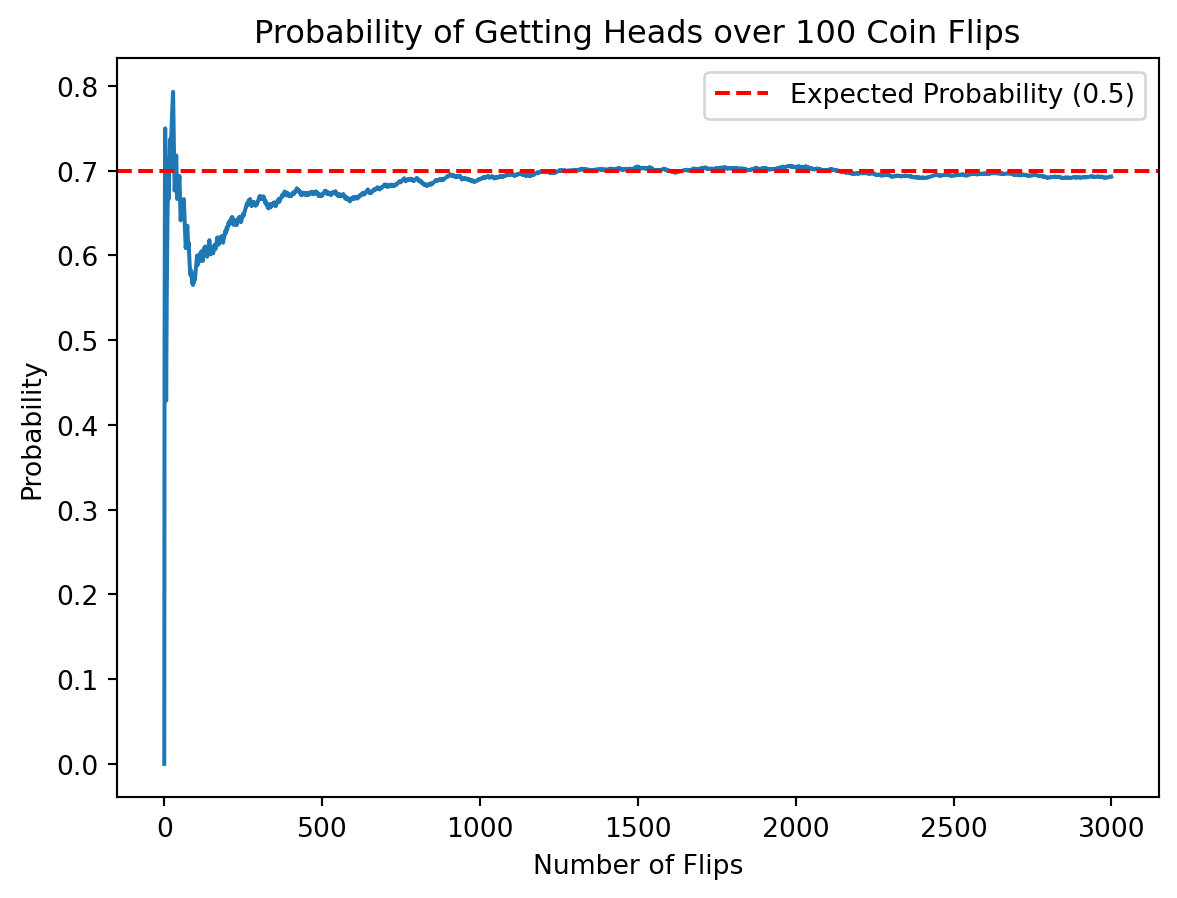 Probability of Getting Heads over 100 Coin Flips
Expected Probability (0.5)
Probability
0.8
0.7
0.6
0.5
0.4
0.3
0.2
0.1
0.0
0 500 1000 1500 2000 2500 3000
Number of Flips